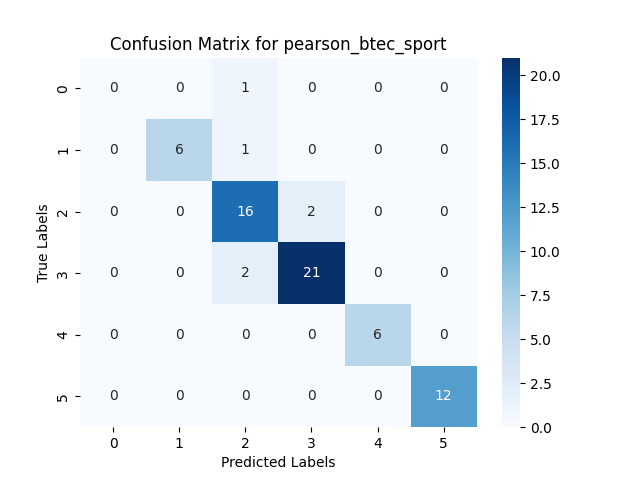 Confusion Matrix for pearson_btec_sport
0 0 0 1 0 0 0
1 0 6 1 0 0 0
2 0 0 16 2 0 0
3 0 0 2 21 0 0
4 0 0 0 0 6 0
5 0 0 0 0 0 12
0 1 2 3 4 5
True Labels
Predicted Labels
20.0
17.5
15.0
12.5
10.0
7.5
5.0
2.5
0.0